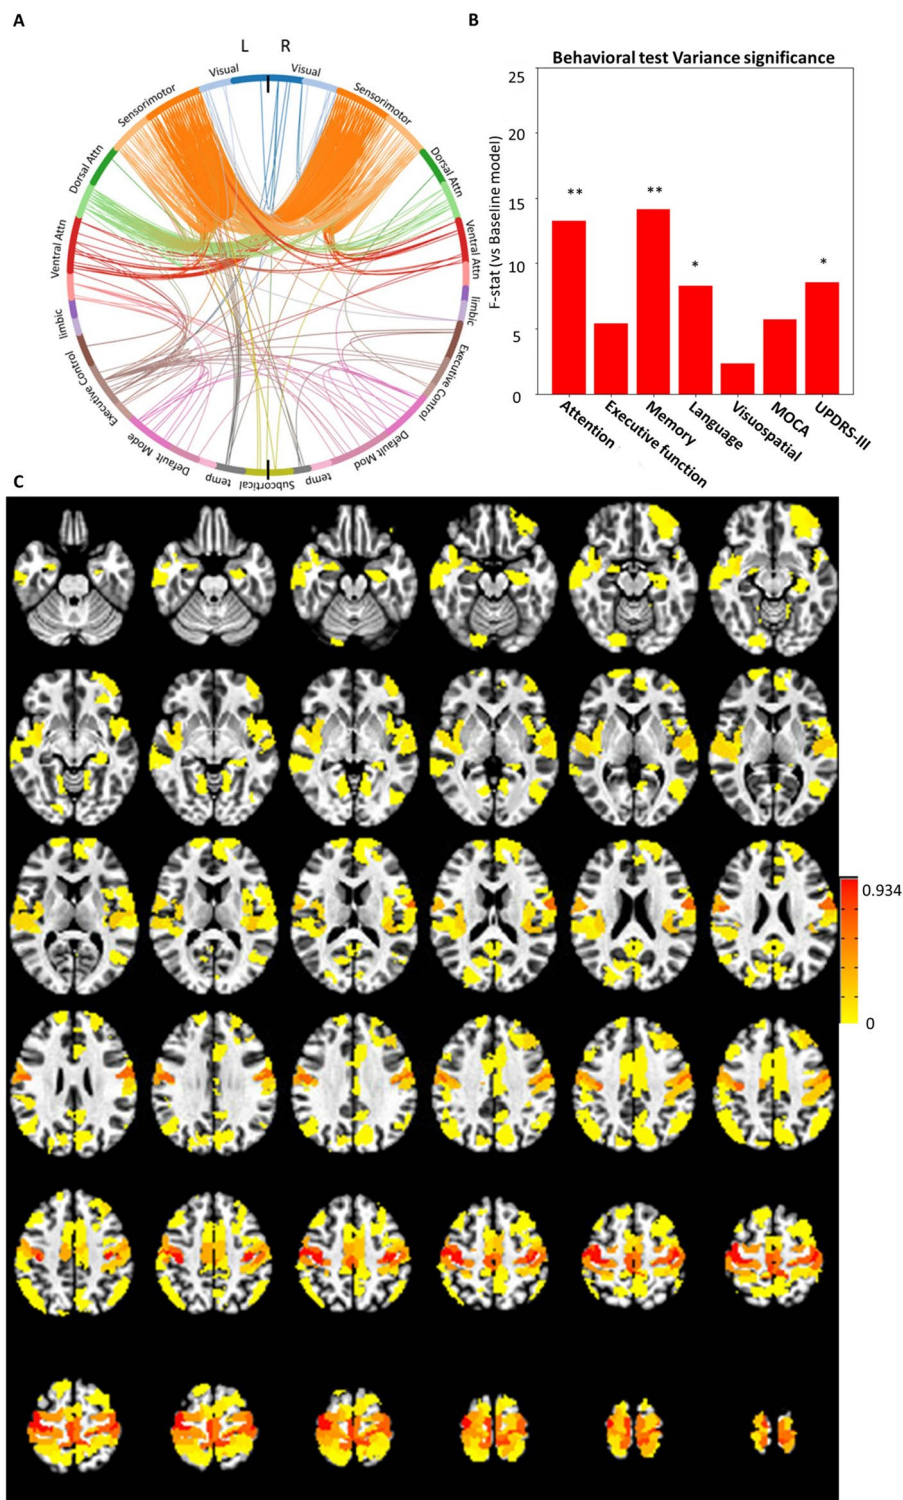 A
B
L R
Visual Visual
Sensorimotor Sensorimotor
Dorsal Attn Dorsal Attn
Ventral Attn Ventral Attn
limbic limbic
Executive Control Executive Control
Default Mode Default Mod
temp Subcortical temp
Behavioral test Variance significance
F-stat (vs Baseline model)
25
20
15
10
5
0
** ** * *
Attention Executive function Memory Language Visuospatial MOCA UPDRS-III
C
0.934
0